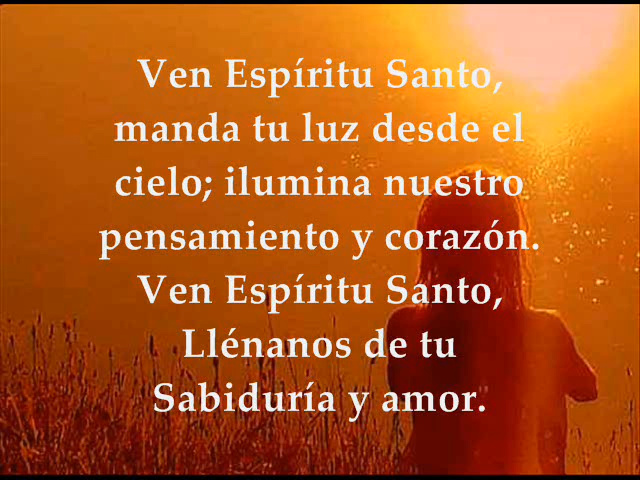 Ven Espíritu Santo,
manda tu luz desde el
cielo; ilumina nuestro
pensamiento y corazón.
Ven Espíritu Santo,
Llénanos de tu
Sabiduría y amor.